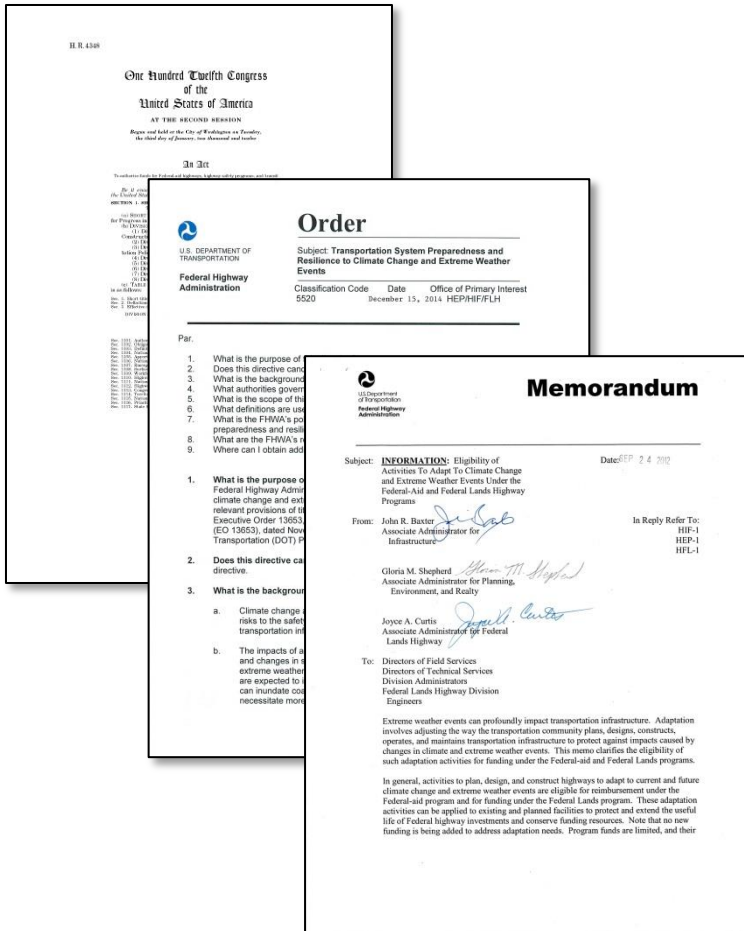 H. R. 4348
One Hundred Twelfth Congress
of the
United States of America
AT THE SECOND SESSION
Begun and held at the City of Washington on Tuesday,
the third day of January, two thousand and twelve
An Act
Order
U.S. DEPARTMENT OF
TRANSPORTATION
Federal Highway
Administration
Subject: Transportation System Preparedness and
Resilience to Climate Change and Extreme Weather
Events
Classification Code Date Office of Primary Interest
5520 December 15, 2014 HEP/HIF/FLH
Par.
1. What is the purpose of
2. Does this directive canc
3. What is the background
4. What authorities govern
5. What is the scope of thi
6. What definitions are use
7. What is the FHWA's po
preparedness and resili
8. What are the FHWA's r
9. Where can I obtain add
1. What is the purpose o
Federal Highway Admir
climate change and ext
relevant provisions of ti
Executive Order 13653,
(EO 13653), dated Nov
Transportation (DOT) P
2. Does this directive ca
directive.
3. What is the backgrour
a. Climate change a
risks to the safet
transportation inf
b. The impacts of a
and changes in s
extreme weather
are expected to i
can inundate coa
necessitate more
U.S. Department
of Transportation
Federal Highway
Administration
Memorandum
Subject: INFORMATION: Eligibility of
Activities To Adapt To Climate Change
and Extreme Weather Events Under the
Federal-Aid and Federal Lands Highway
Programs
Date: SEP 24 2012
From: John R. Baxter
Associate Administrator for
Infrastructure
In Reply Refer To:
HIF-1
HEP-1
HFL-1
Gloria M. Shepherd
Associate Administrator for Planning,
Environment, and Realty
Joyce A. Curtis
Associate Administrator for Federal
Lands Highway
To: Directors of Field Services
Directors of Technical Services
Division Administrators
Federal Lands Highway Division
Engineers
Extreme weather events can profoundly impact transportation infrastructure. Adaptation
involves adjusting the way the transportation community plans, designs, constructs,
operates, and maintains transportation infrastructure to protect against impacts caused by
changes in climate and extreme weather events. This memo clarifies the eligibility of
such adaptation activities for funding under the Federal-aid and Federal Lands programs.
In general, activities to plan, design, and construct highways to adapt to current and future
climate change and extreme weather events are eligible for reimbursement under the
Federal-aid program and for funding under the Federal Lands program. These adaptation
activities can be applied to existing and planned facilities to protect and extend the useful
life of Federal highway investments and conserve funding resources. Note that no new
funding is being added to address adaptation needs. Program funds are limited, and their